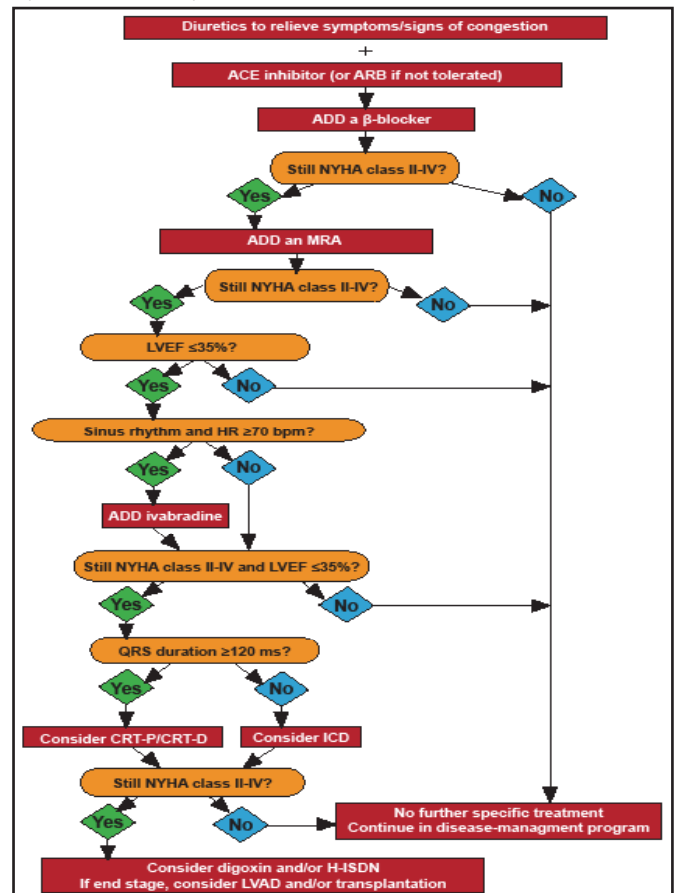 Diuretics to relieve symptoms/signs of congestion
+
ACE inhibitor (or ARB if not tolerated)
ADD a β-blocker
Still NYHA class II-IV?
Yes
No
ADD an MRA
Still NYHA class II-IV?
Yes
No
LVEF ≤35%?
Yes
No
Sinus rhythm and HR ≥70 bpm?
Yes
No
ADD ivabradine
Still NYHA class II-IV and LVEF ≤35%?
Yes
No
QRS duration ≥120 ms?
Yes
No
Consider CRT-P/CRT-D
Consider ICD
Still NYHA class II-IV?
Yes
No
No further specific treatment
Continue in disease-managment program
Consider digoxin and/or H-ISDN
If end stage, consider LVAD and/or transplantation